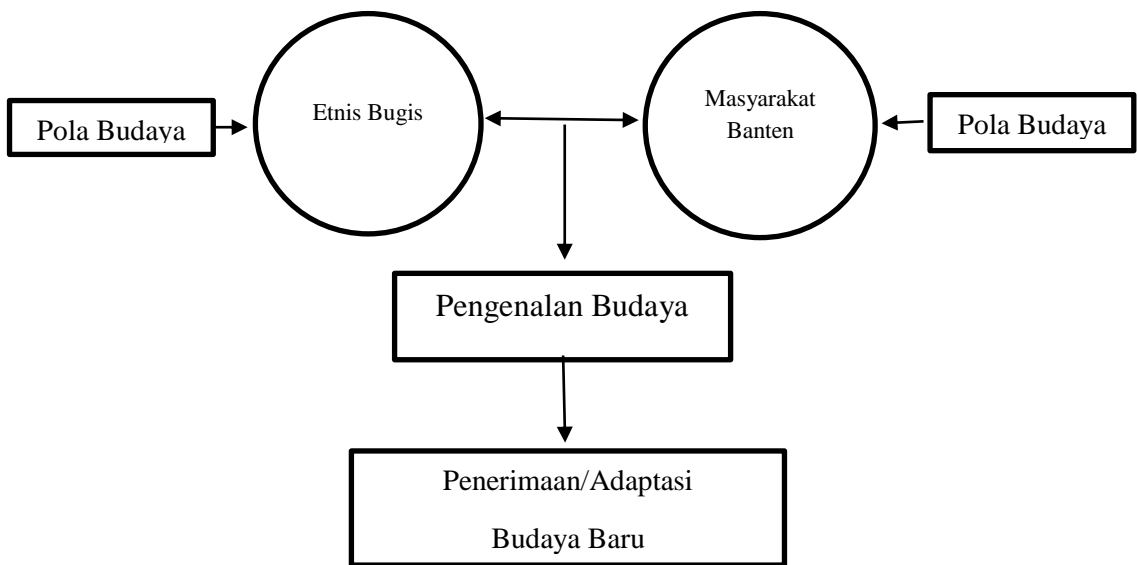 Etnis Bugis
Masyarakat
Banten
Pola Budaya
Pola Budaya
Pengenalan Budaya
Penerimaan/Adaptasi
Budaya Baru